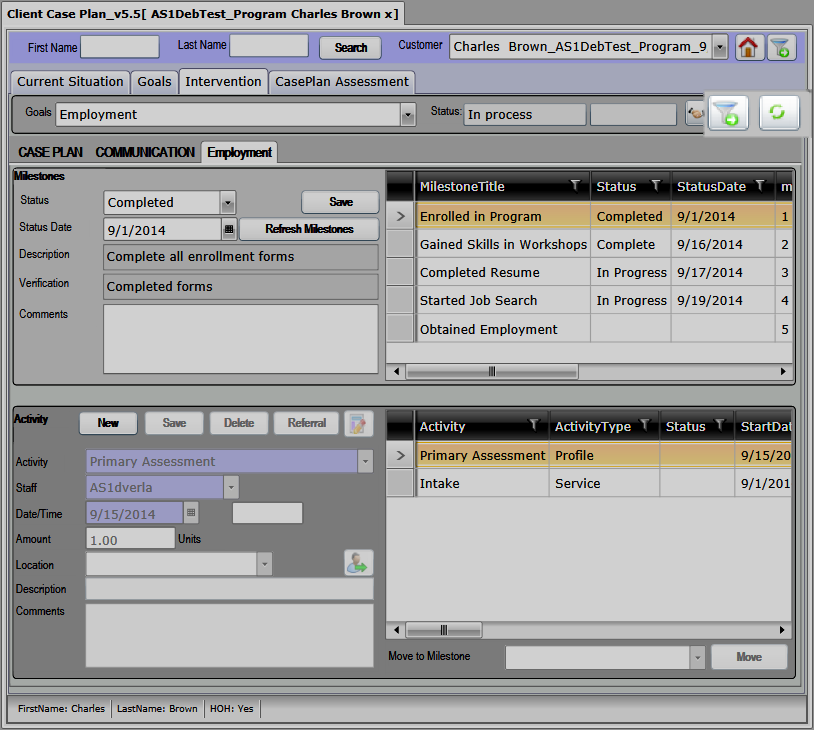 Client Case Plan_v5.5[ AS1DebTest_Program Charles Brown x]
First Name Last Name Search Customer Charles Brown_AS1DebTest_Program_9
Current Situation Goals Intervention CasePlan Assessment
Goals Employment Status: In process
CASE PLAN COMMUNICATION Employment
Milestones
Status Completed Save
Status Date 9/1/2014 Refresh Milestones
Description Complete all enrollment forms
Verification Completed forms
Comments
MilestoneTitle Status StatusDate m
> Enrolled in Program Completed 9/1/2014 1
Gained Skills in Workshops Complete 9/16/2014 2
Completed Resume In Progress 9/17/2014 3
Started Job Search In Progress 9/19/2014 4
Obtained Employment 5
Activity New Save Delete Referral
Activity Primary Assessment
Staff AS1dverla
Date/Time 9/15/2014
Amount 1.00 Units
Location
Description
Comments
Activity ActivityType Status StartDat
> Primary Assessment Profile 9/15/20
Intake Service 9/1/201
Move to Milestone Move
FirstName: Charles LastName: Brown HOH: Yes